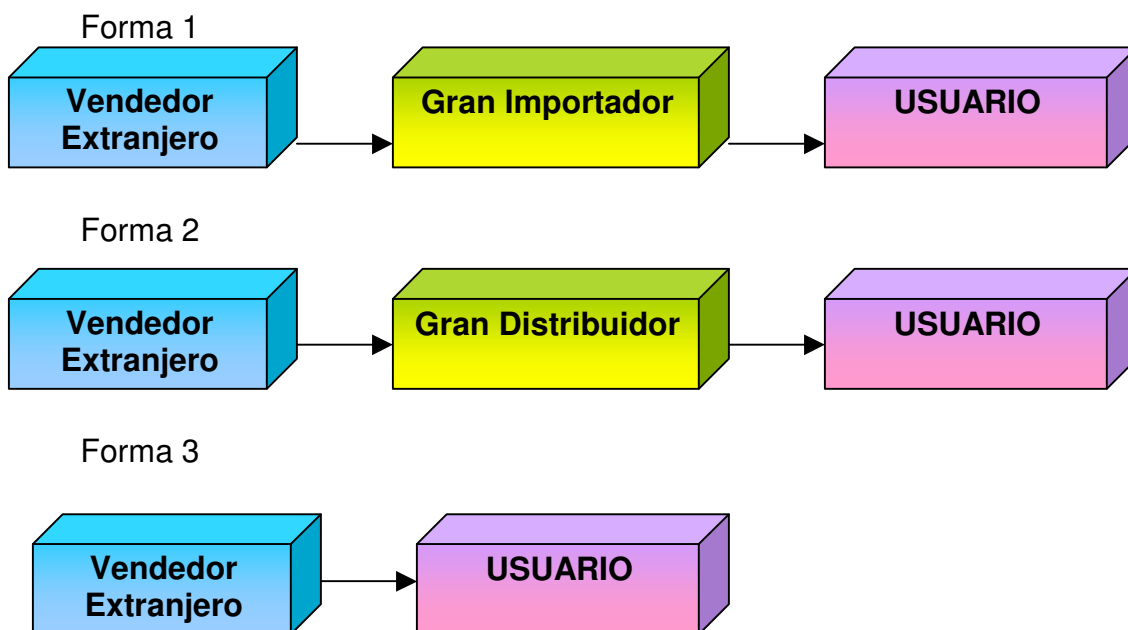 Forma 1
Vendedor
Extranjero
Gran Importador
USUARIO
Forma 2
Vendedor
Extranjero
Gran Distribuidor
USUARIO
Forma 3
Vendedor
Extranjero
USUARIO